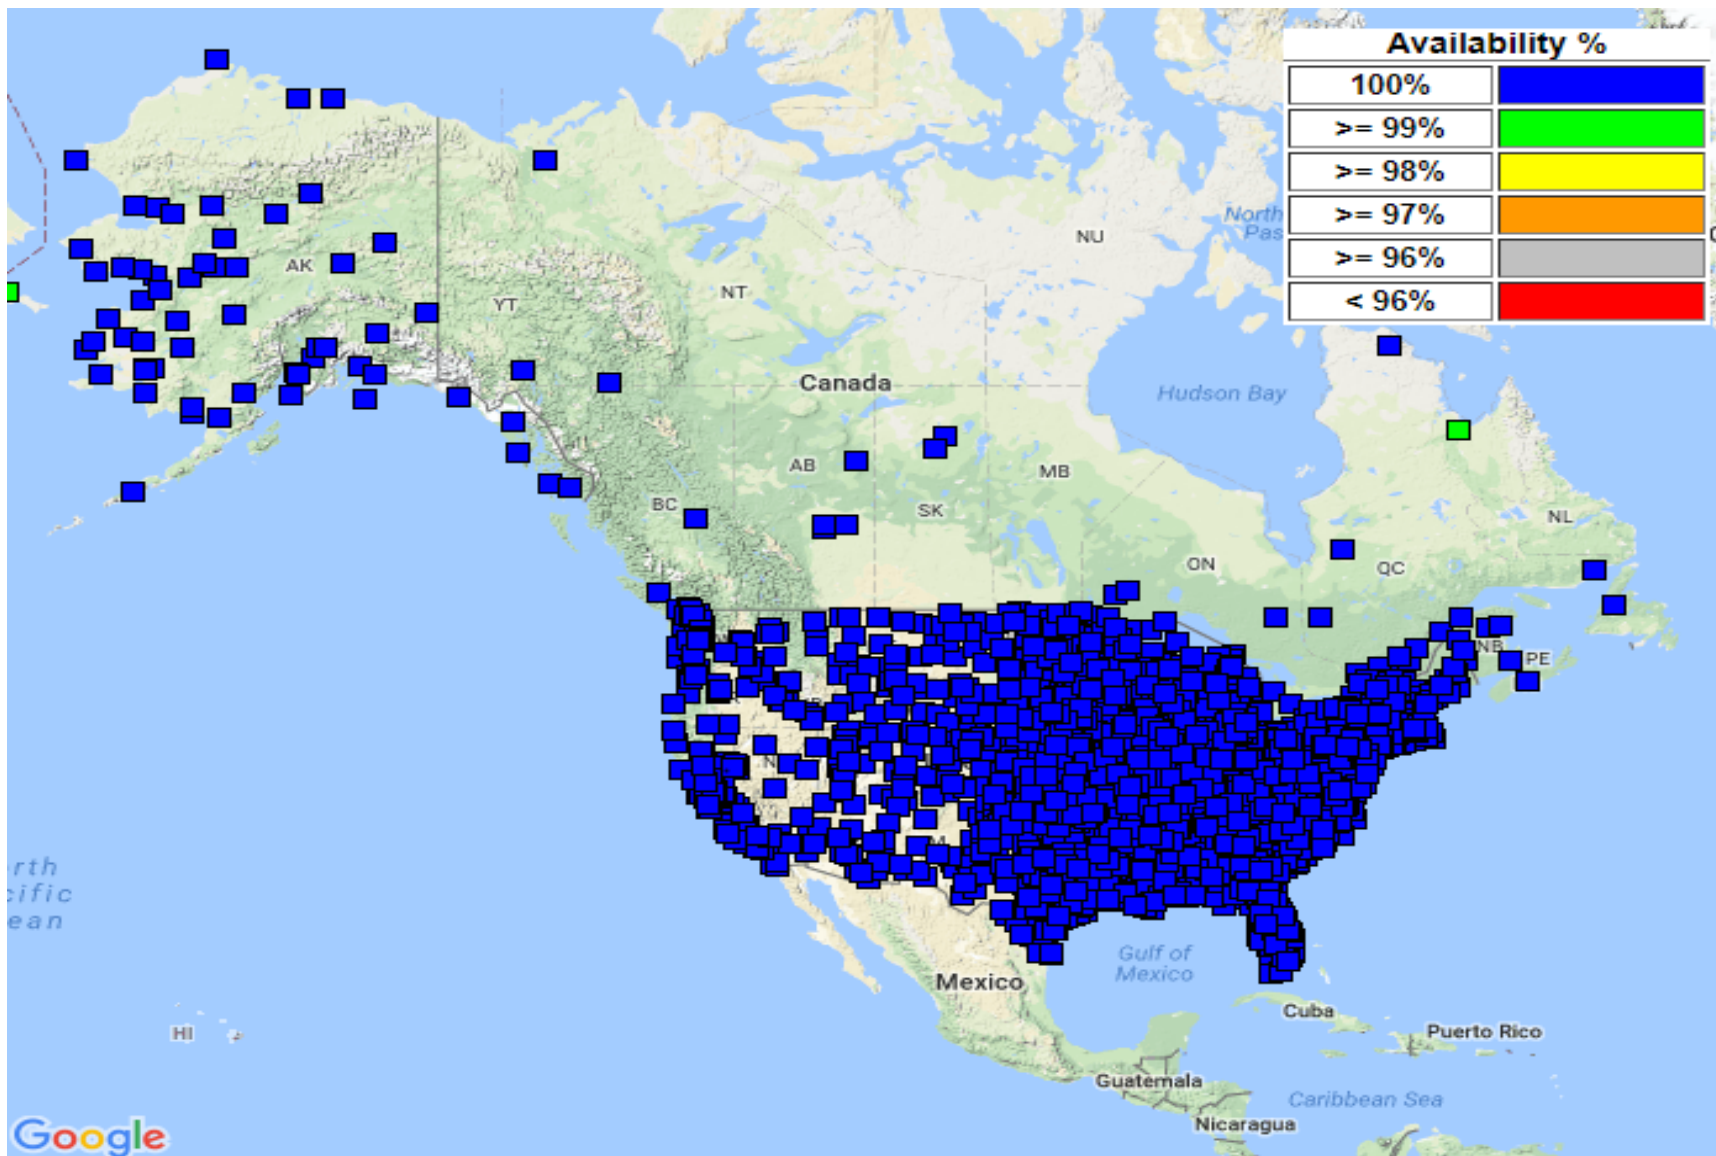 Availability %
100%
>= 99%
>= 98%
>= 97%
>= 96%
< 96%
North
Pas
NU
AK
NT
YT
Canada
Hudson Bay
AB
MB
BC
SK
NL
ON
QC
NB
PE
rth
cific
ean
Gulf of
Mexico
Mexico
Cuba
HI
Puerto Rico
Guatemala
Caribbean Sea
Nicaragua
Google